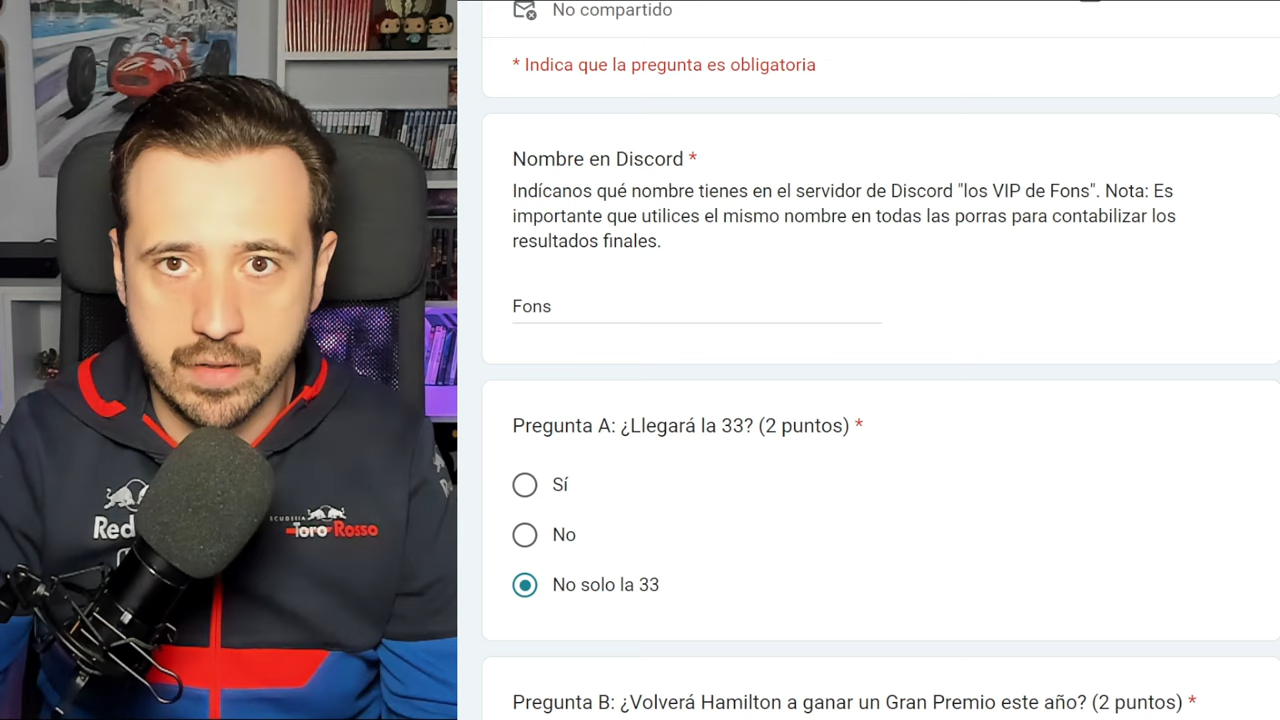 No compartido
* Indica que la pregunta es obligatoria
Nombre en Discord *
Indícanos qué nombre tienes en el servidor de Discord "los VIP de Fons". Nota: Es
importante que utilices el mismo nombre en todas las porras para contabilizar los
resultados finales.
Fons
Pregunta A: ¿Llegará la 33? (2 puntos) *
Sí
No
No solo la 33
Pregunta B: ¿Volverá Hamilton a ganar un Gran Premio este año? (2 puntos) *
Red
SCUDERIA
Toro Rosso